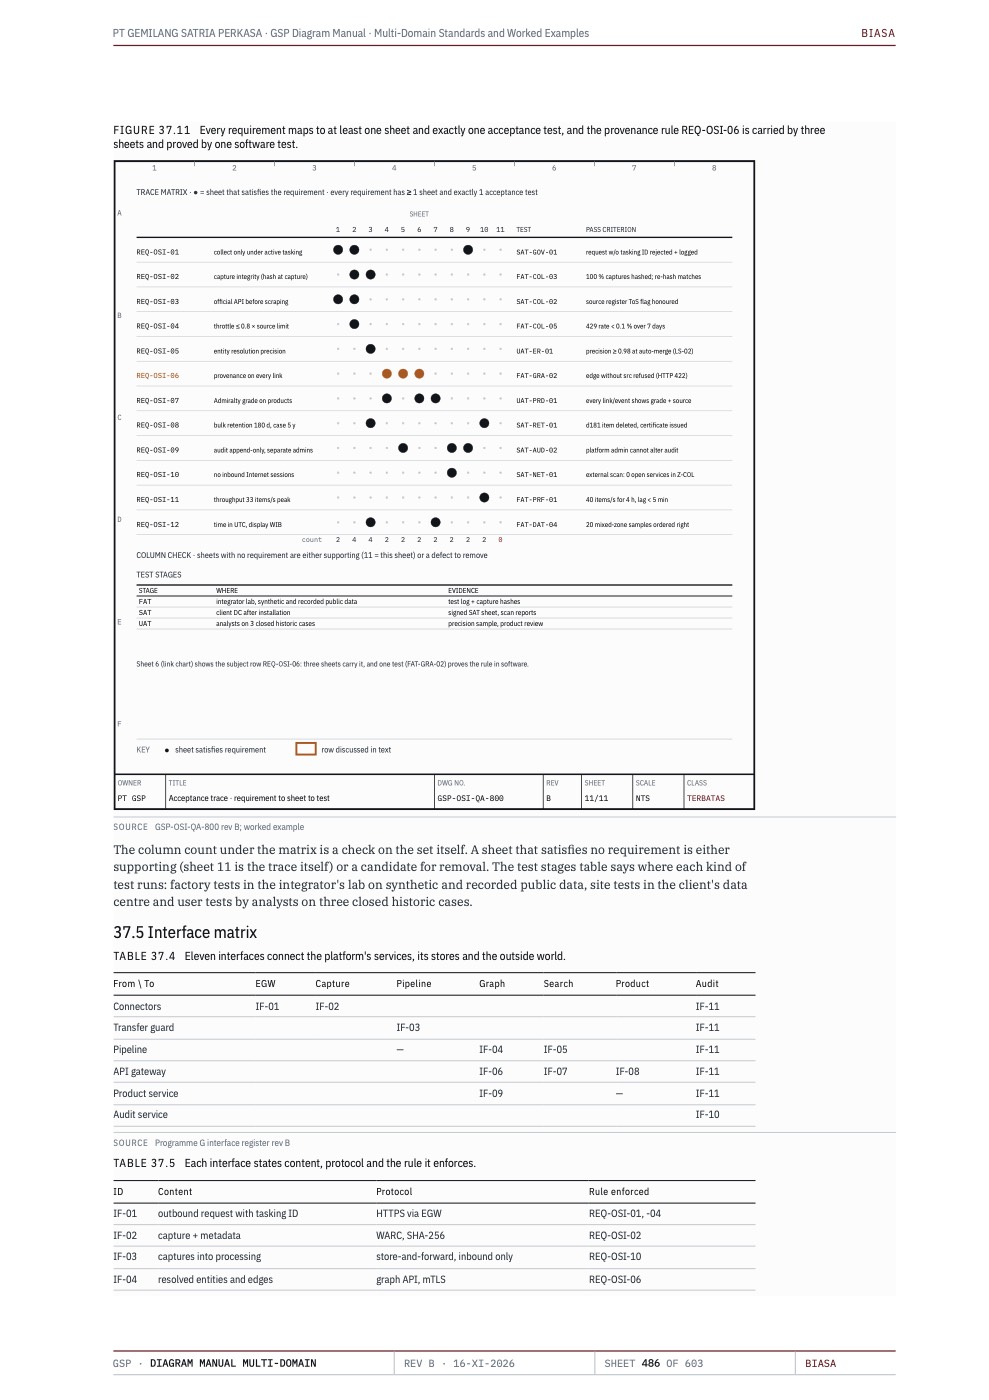 PT GEMILANG SATRIA PERKASA · GSP Diagram Manual · Multi-Domain Standards and Worked Examples BIASA
FIGURE 37.11 Every requirement maps to at least one sheet and exactly one acceptance test, and the provenance rule REQ-OSI-06 is carried by three
sheets and proved by one software test.
1 2 3 4 5 6 7 8
TRACE MATRIX · ● = sheet that satisfies the requirement · every requirement has ≥ 1 sheet and exactly 1 acceptance test
A
SHEET
1 2 3 4 5 6 7 8 9 10 11 TEST PASS CRITERION
REQ-OSI-01 collect only under active tasking ● ● · · · · · · ● · · SAT-GOV-01 request w/o tasking ID rejected + logged
REQ-OSI-02 capture integrity (hash at capture) · ● ● · · · · · · · · FAT-COL-03 100 % captures hashed; re-hash matches
REQ-OSI-03 official API before scraping ● ● · · · · · · · · · SAT-COL-02 source register ToS flag honoured
B
REQ-OSI-04 throttle ≤ 0.8 × source limit · ● · · · · · · · · · FAT-COL-05 429 rate < 0.1 % over 7 days
REQ-OSI-05 entity resolution precision · · ● · · · · · · · · UAT-ER-01 precision ≥ 0.98 at auto-merge (LS-02)
REQ-OSI-06 provenance on every link · · · ● ● ● · · · · · FAT-GRA-02 edge without src refused (HTTP 422)
REQ-OSI-07 Admiralty grade on products · · · ● · ● ● · · · · UAT-PRD-01 every link/event shows grade + source
C
REQ-OSI-08 bulk retention 180 d, case 5 y · · ● · · · · · · ● · SAT-RET-01 d181 item deleted, certificate issued
REQ-OSI-09 audit append-only, separate admins · · · · ● · · ● ● · · SAT-AUD-02 platform admin cannot alter audit
REQ-OSI-10 no inbound Internet sessions · · · · · · · ● · · · SAT-NET-01 external scan: 0 open services in Z-COL
REQ-OSI-11 throughput 33 items/s peak · · · · · · · · · ● · FAT-PRF-01 40 items/s for 4 h, lag < 5 min
D
REQ-OSI-12 time in UTC, display WIB · · ● · · · ● · · · · FAT-DAT-04 20 mixed-zone samples ordered right
count 2 4 4 2 2 2 2 2 2 2 0
COLUMN CHECK · sheets with no requirement are either supporting (11 = this sheet) or a defect to remove
TEST STAGES
STAGE WHERE EVIDENCE
FAT integrator lab, synthetic and recorded public data test log + capture hashes
SAT client DC after installation signed SAT sheet, scan reports
E
UAT analysts on 3 closed historic cases precision sample, product review
Sheet 6 (link chart) shows the subject row REQ-OSI-06: three sheets carry it, and one test (FAT-GRA-02) proves the rule in software.
F
KEY ● sheet satisfies requirement row discussed in text
OWNER TITLE DWG NO. REV SHEET SCALE CLASS
PT GSP Acceptance trace · requirement to sheet to test GSP-OSI-QA-800 B 11/11 NTS TERBATAS
SOURCE GSP-OSI-QA-800 rev B; worked example
The column count under the matrix is a check on the set itself. A sheet that satisfies no requirement is either
supporting (sheet 11 is the trace itself) or a candidate for removal. The test stages table says where each kind of
test runs: factory tests in the integrator's lab on synthetic and recorded public data, site tests in the client's data
centre and user tests by analysts on three closed historic cases.
37.5 Interface matrix
TABLE 37.4 Eleven interfaces connect the platform's services, its stores and the outside world.
From \ To EGW Capture Pipeline Graph Search Product Audit
Connectors IF-01 IF-02 IF-11
Transfer guard IF-03 IF-11
Pipeline — IF-04 IF-05 IF-11
API gateway IF-06 IF-07 IF-08 IF-11
Product service IF-09 — IF-11
Audit service IF-10
SOURCE Programme G interface register rev B
TABLE 37.5 Each interface states content, protocol and the rule it enforces.
ID Content Protocol Rule enforced
IF-01 outbound request with tasking ID HTTPS via EGW REQ-OSI-01, -04
IF-02 capture + metadata WARC, SHA-256 REQ-OSI-02
IF-03 captures into processing store-and-forward, inbound only REQ-OSI-10
IF-04 resolved entities and edges graph API, mTLS REQ-OSI-06
GSP · DIAGRAM MANUAL MULTI-DOMAIN REV B · 16-XI-2026 SHEET 486 OF 603 BIASA